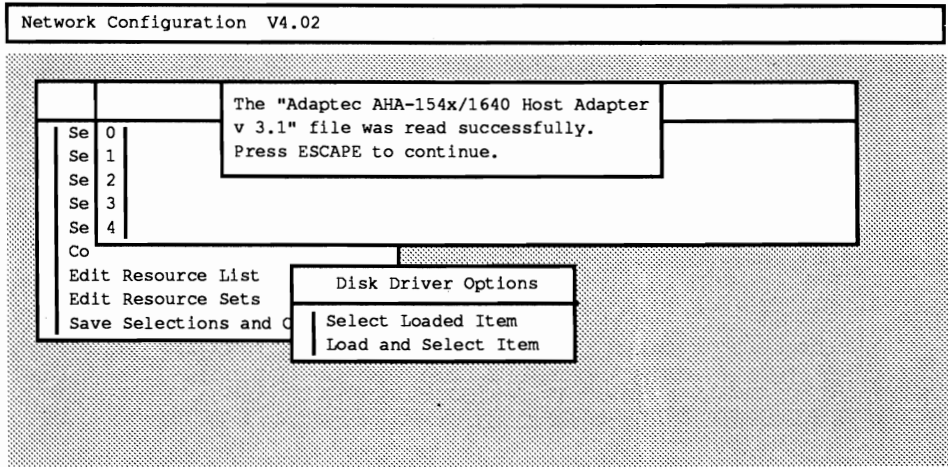 Network Configuration V4.02
The "Adaptec AHA-154x/1640 Host Adapter
v 3.1" file was read successfully.
Press ESCAPE to continue.
Se 0
Se 1
Se 2
Se 3
Se 4
Co
Edit Resource List
Edit Resource Sets
Save Selections and C
Disk Driver Options
Select Loaded Item
Load and Select Item